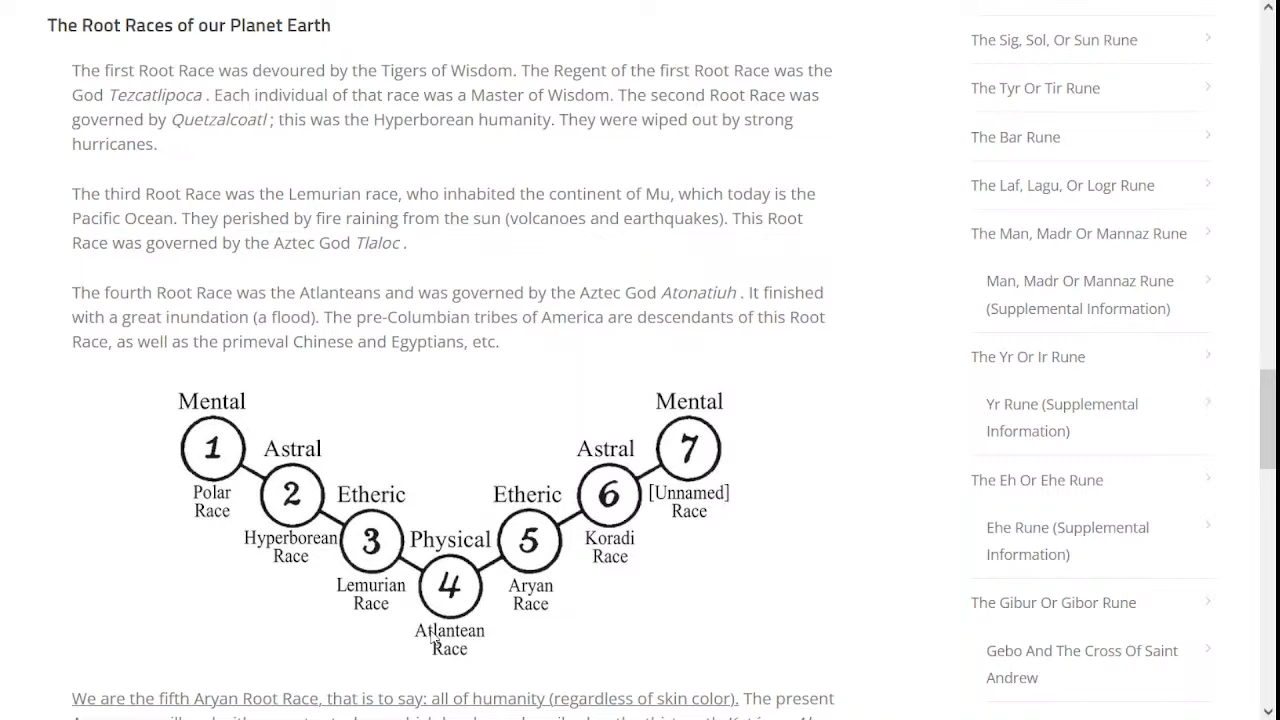 The Root Races of our Planet Earth
The first Root Race was devoured by the Tigers of Wisdom. The Regent of the first Root Race was the
God Tezcatlipoca . Each individual of that race was a Master of Wisdom. The second Root Race was
governed by Quetzalcoatl ; this was the Hyperborean humanity. They were wiped out by strong
hurricanes.
The third Root Race was the Lemurian race, who inhabited the continent of Mu, which today is the
Pacific Ocean. They perished by fire raining from the sun (volcanoes and earthquakes). This Root
Race was governed by the Aztec God Tlaloc .
The fourth Root Race was the Atlanteans and was governed by the Aztec God Atonatiuh . It finished
with a great inundation (a flood). The pre-Columbian tribes of America are descendants of this Root
Race, as well as the primeval Chinese and Egyptians, etc.
Mental
1
Polar
Race
Astral
2
Hyperborean
Race
Etheric
3
Lemurian
Race
Physical
4
Atlantean
Race
Etheric
5
Aryan
Race
Astral
6
Koradi
Race
Mental
7
[Unnamed]
Race
We are the fifth Aryan Root Race, that is to say: all of humanity (regardless of skin color). The present
The Sig, Sol, Or Sun Rune
The Tyr Or Tir Rune
The Bar Rune
The Laf, Lagu, Or Logr Rune
The Man, Madr Or Mannaz Rune
Man, Madr Or Mannaz Rune
(Supplemental Information)
The Yr Or Ir Rune
Yr Rune (Supplemental
Information)
The Eh Or Ehe Rune
Ehe Rune (Supplemental
Information)
The Gibur Or Gibor Rune
Gebo And The Cross Of Saint
Andrew